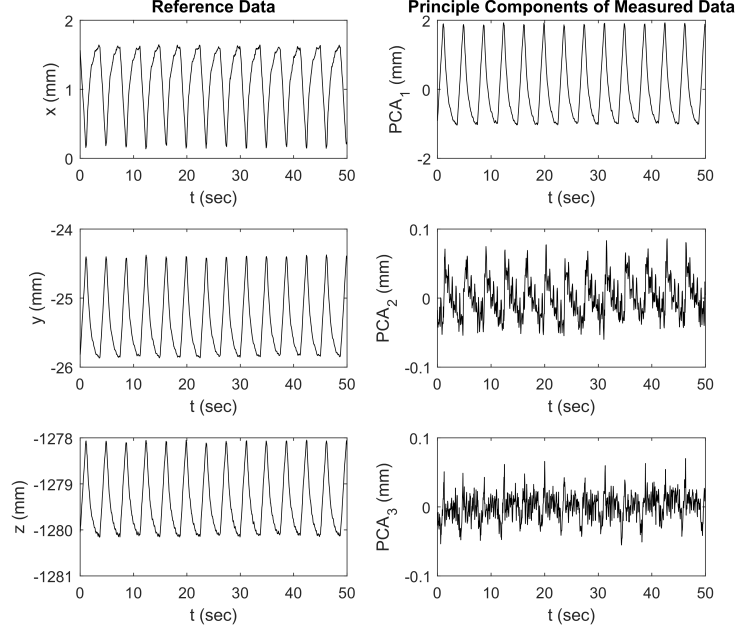 Reference Data
Principle Components of Measured Data
2
1
0
x (mm)
0 10 20 30 40 50
t (sec)
2
0
-2
PCA1 (mm)
0 10 20 30 40 50
t (sec)
-24
-25
-26
y (mm)
0 10 20 30 40 50
t (sec)
0.1
0
-0.1
PCA2 (mm)
0 10 20 30 40 50
t (sec)
-1278
-1279
-1280
-1281
z (mm)
0 10 20 30 40 50
t (sec)
0.1
0
-0.1
PCA3 (mm)
0 10 20 30 40 50
t (sec)